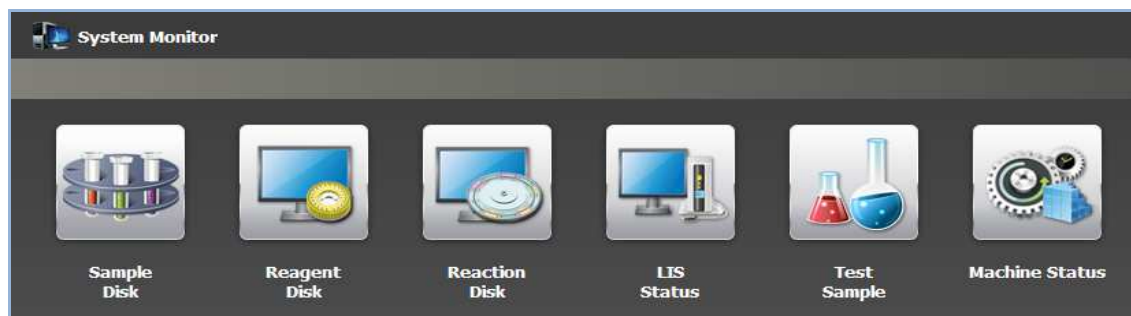 System Monitor
Sample
Disk
Reagent
Disk
Reaction
Disk
LIS
Status
Test
Sample
Machine Status